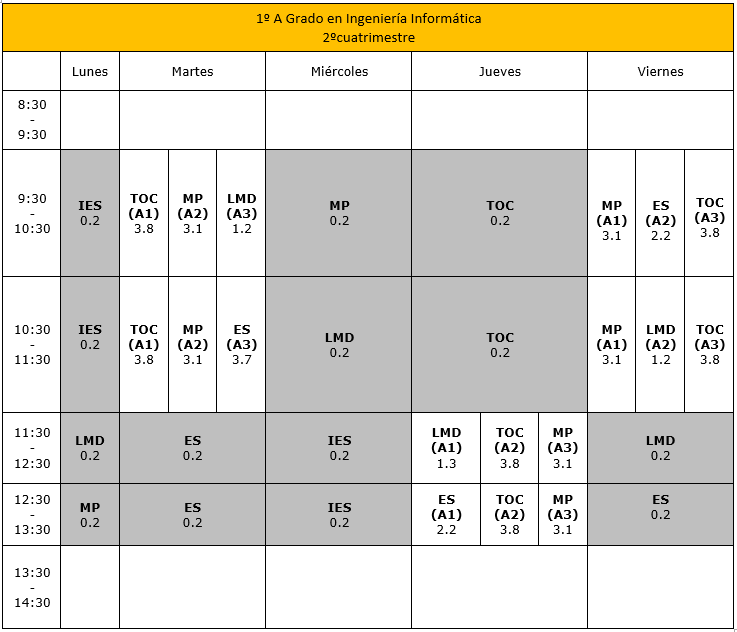 1º A Grado en Ingeniería Informática
2ºcuatrimestre
Lunes Martes Miércoles Jueves Viernes
8:30
-
9:30
9:30
-
10:30
IES
0.2
TOC
(A1)
3.8
MP
(A2)
3.1
LMD
(A3)
1.2
MP
0.2
TOC
0.2
MP
(A1)
3.1
ES
(A2)
2.2
TOC
(A3)
3.8
10:30
-
11:30
IES
0.2
TOC
(A1)
3.8
MP
(A2)
3.1
ES
(A3)
3.7
LMD
0.2
TOC
0.2
MP
(A1)
3.1
LMD
(A2)
1.2
TOC
(A3)
3.8
11:30
-
12:30
LMD
0.2
ES
0.2
IES
0.2
LMD
(A1)
1.3
TOC
(A2)
3.8
MP
(A3)
3.1
LMD
0.2
12:30
-
13:30
MP
0.2
ES
0.2
IES
0.2
ES
(A1)
2.2
TOC
(A2)
3.8
MP
(A3)
3.1
ES
0.2
13:30
-
14:30